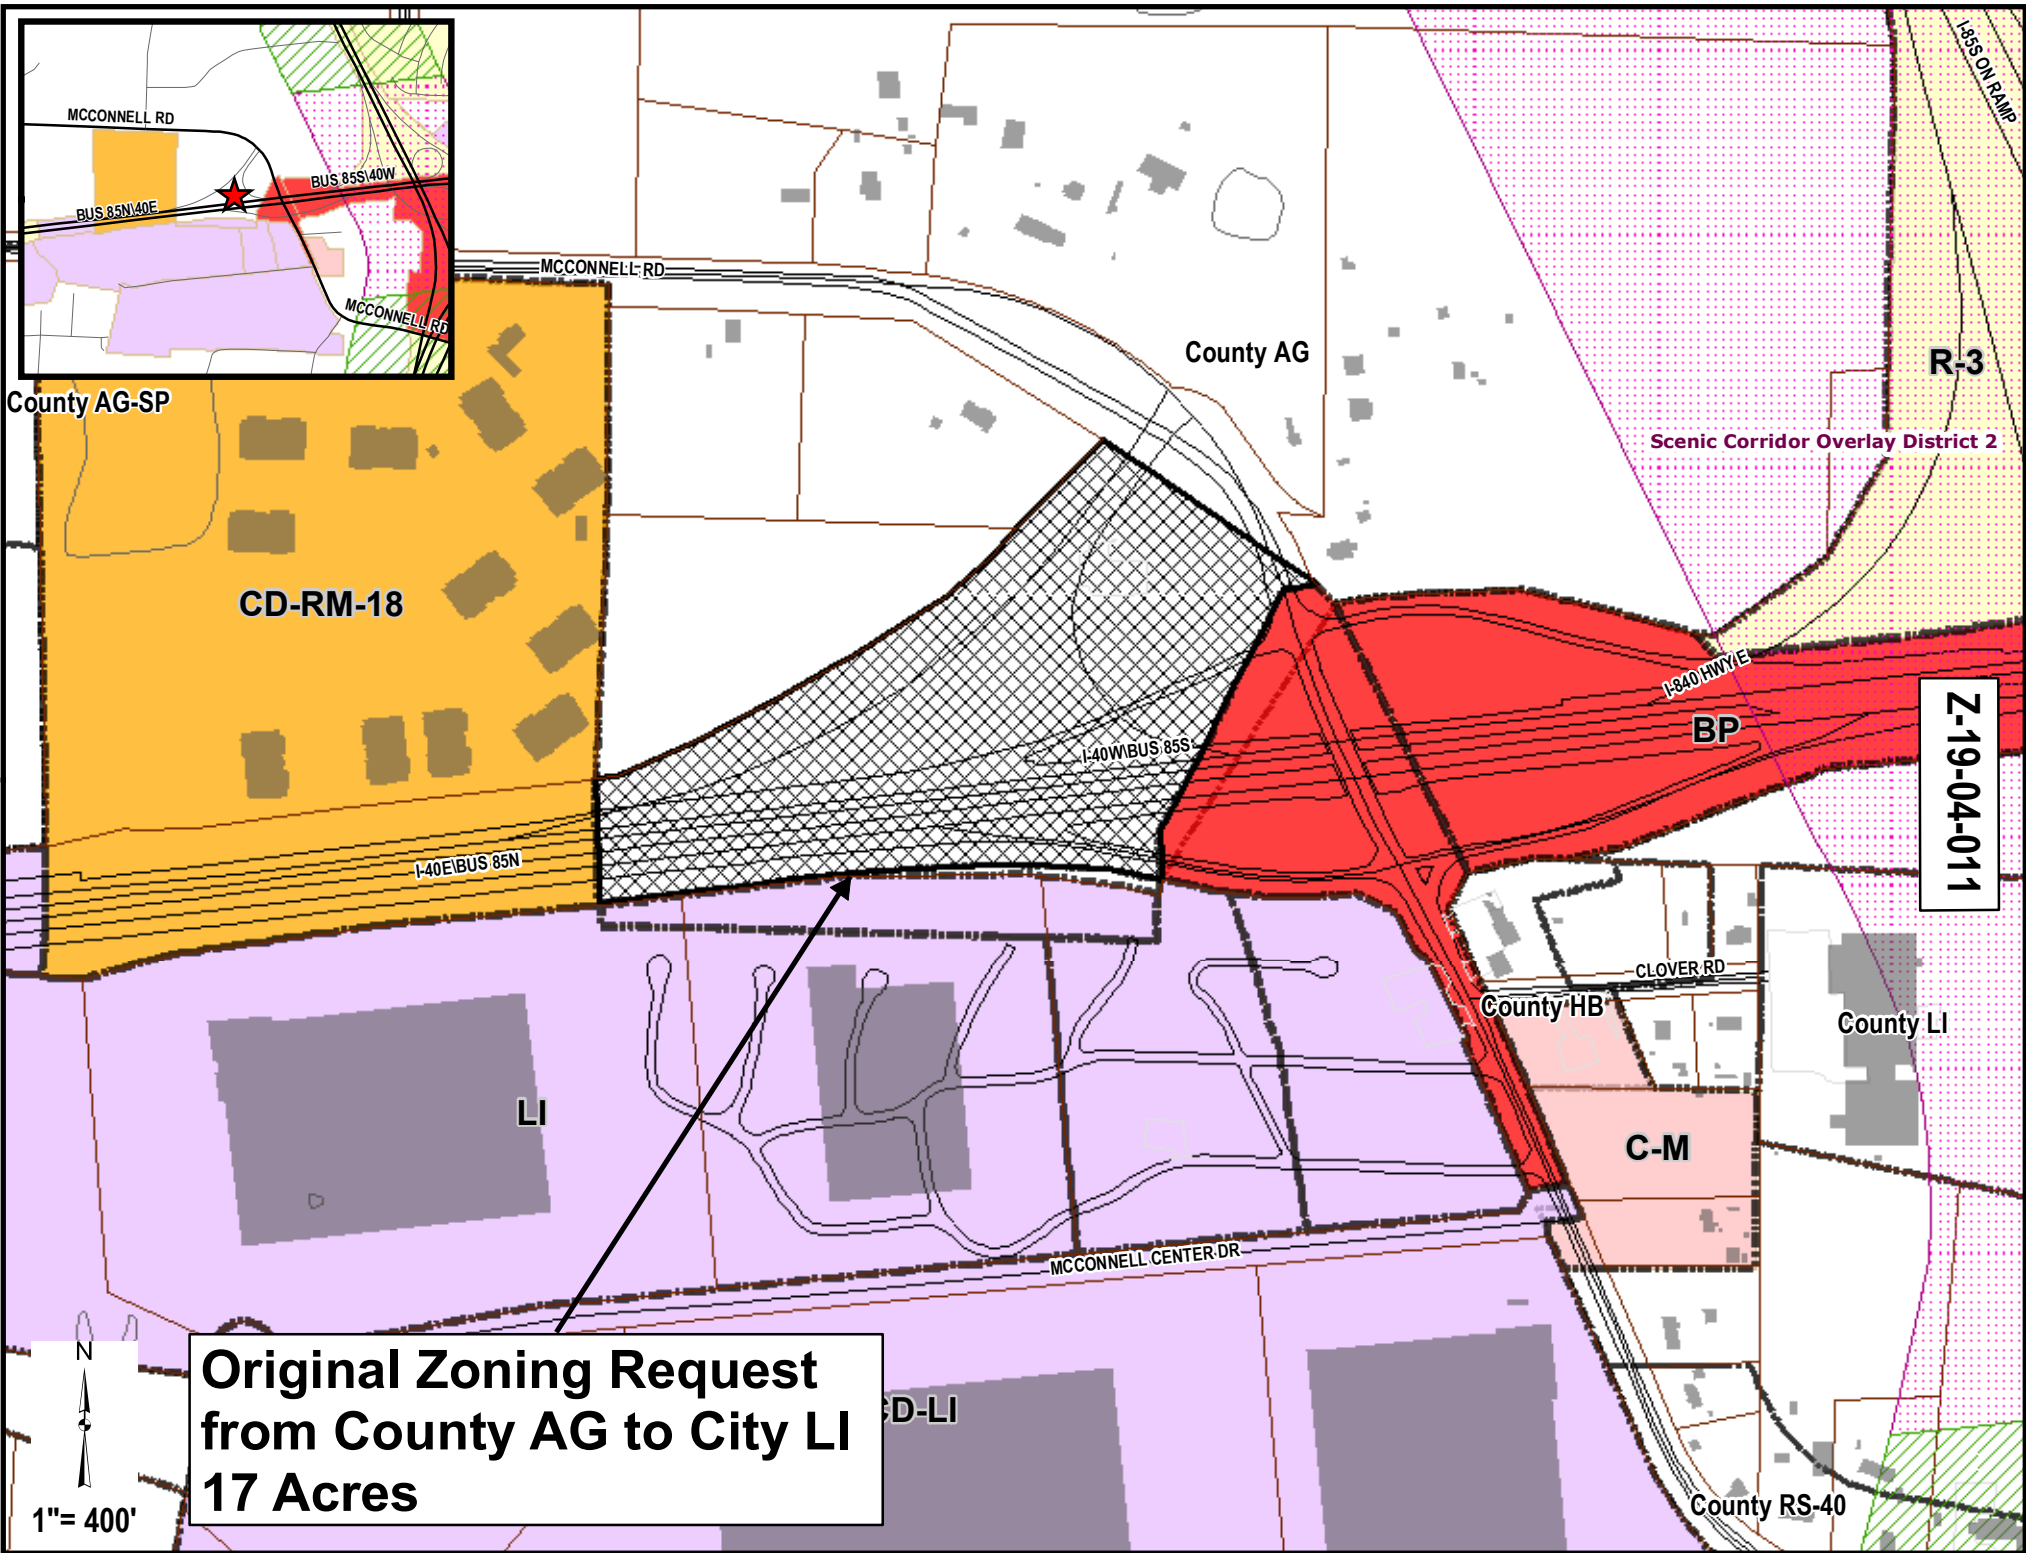 MCCONNELL RD
BUS 85S\40W
BUS 85N\40E
MCCONNELL RD
I-85S ON RAMP
MCCONNELL RD
County AG
R-3
County AG-SP
Scenic Corridor Overlay District 2
CD-RM-18
I-840 HWY E
BP
I-40W\BUS 85S
Z-19-04-011
I-40E\BUS 85N
CLOVER RD
County HB
County LI
LI
C-M
MCCONNELL CENTER DR
N
1"= 400'
Original Zoning Request
from County AG to City LI
17 Acres
CD-LI
County RS-40